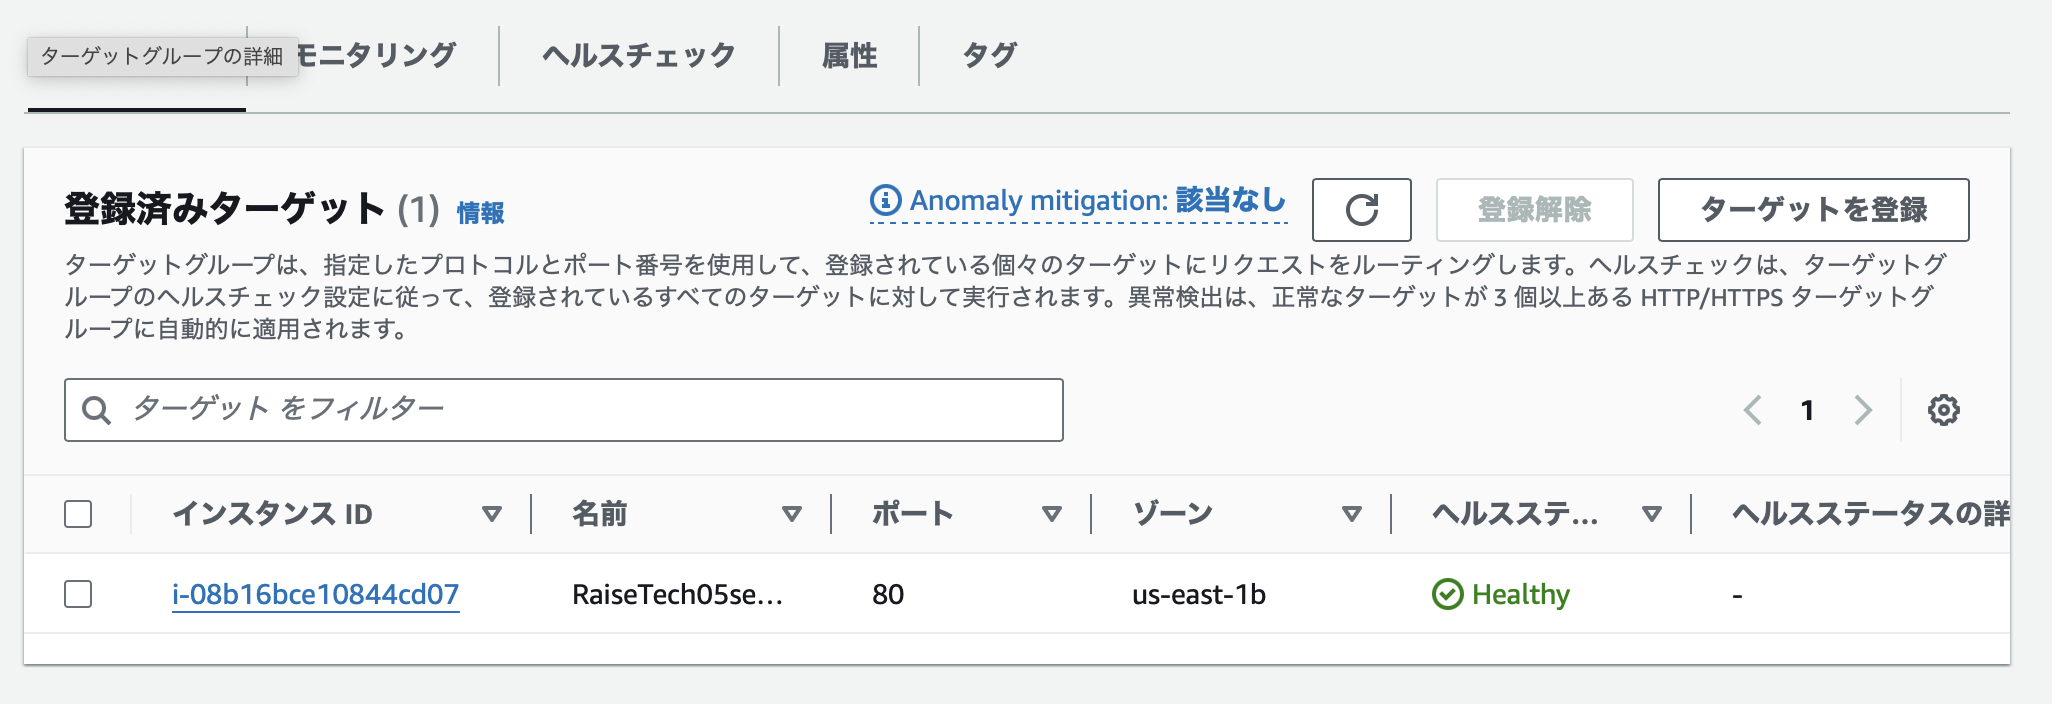 ターゲットグループの詳細
モニタリング
ヘルスチェック
属性
タグ
登録済みターゲット (1) 情報
Anomaly mitigation: 該当なし
登録解除
ターゲットを登録
ターゲットグループは、指定したプロトコルとポート番号を使用して、登録されている個々のターゲットにリクエストをルーティングします。ヘルスチェックは、ターゲットグ
ループのヘルスチェック設定に従って、登録されているすべてのターゲットに対して実行されます。異常検出は、正常なターゲットが 3 個以上ある HTTP/HTTPS ターゲットグ
ループに自動的に適用されます。
ターゲット をフィルター
1
インスタンス ID 名前 ポート ゾーン ヘルスステ... ヘルスステータスの詳
i-08b16bce10844cd07 RaiseTech05se... 80 us-east-1b Healthy -